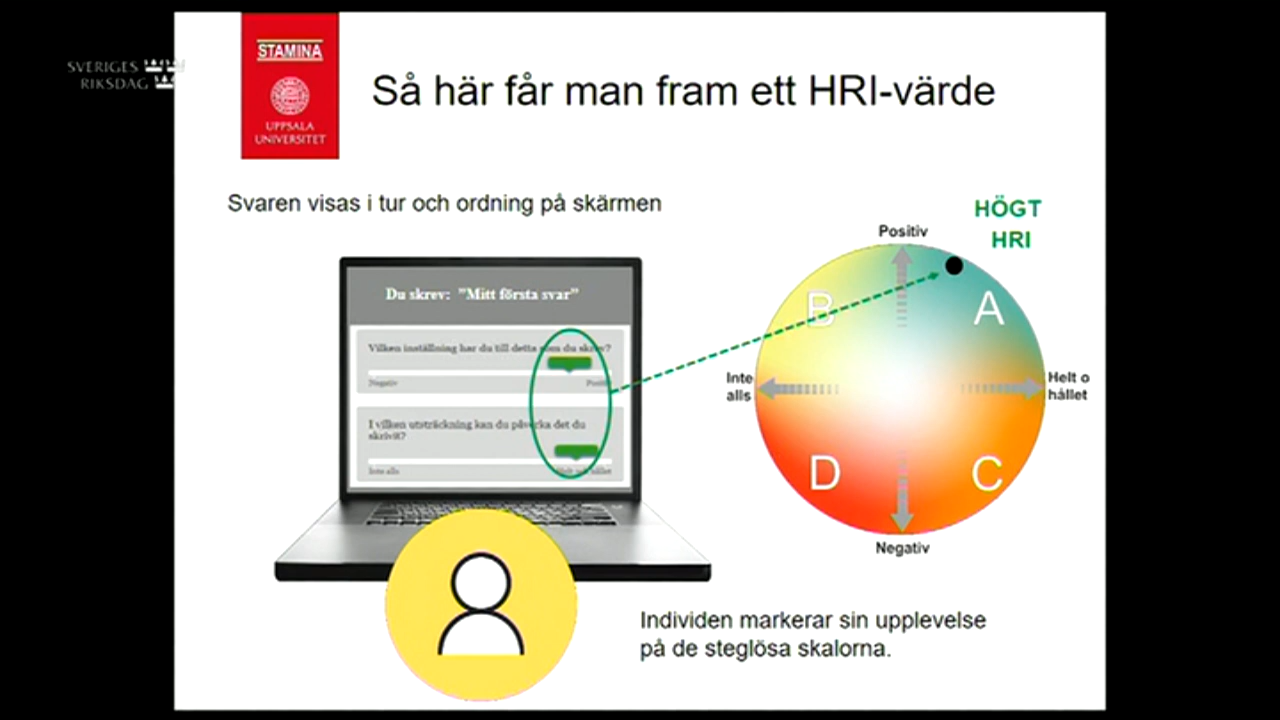 SVERIGES
RIKSDAG
STAMINA
UPPSALA
UNIVERSITET
Så här får man fram ett HRI-värde
Svaren visas i tur och ordning på skärmen
HÖGT
HRI
Du skrev: ”Mitt första svar”
Vilken inställning har du till detta som du skrev?
Negativ
Positiv
I vilken utsträckning kan du påverka det du
skrivit?
Inte alls
Helt och hållet
Positiv
B
A
Inte
alls
Helt o
hållet
D
C
Negativ
Individen markerar sin upplevelse
på de steglösa skalorna.